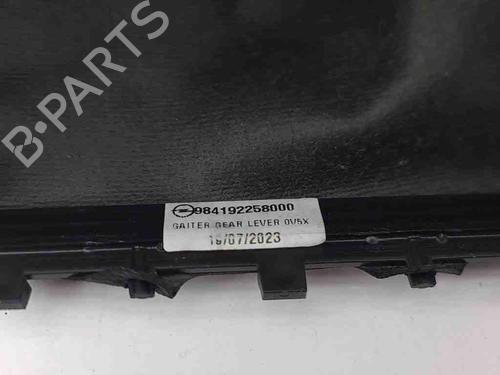 B-PARTS
984192258000
GAITER GEAR LEVER 0V5X
19/07/2023